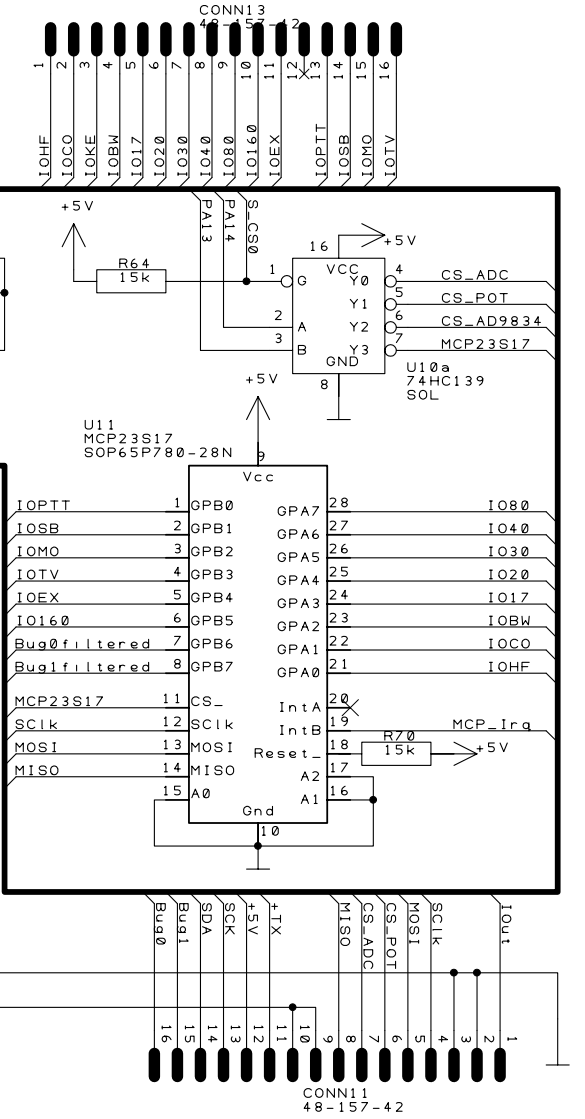 CONN13
48-157-42
1 2 3 4 5 6 7 8 9 10 11 12 13 14 15 16
IOHF IOCO IOKE IOBW IO17 IO20 IO30 IO40 IO80 IO160 IOEX IOPTT IOSB IOMO IOTV
+5V PA13 PA14 S_CS0
16 +5V
R64
15k
VCC
1 G Y0 4 CS_ADC
Y1 5 CS_POT
2 A Y2 6 CS_AD9834
3 B Y3 7 MCP23S17
GND
8
U10a
74HC139
SOL
+5V
U11
MCP23S17
SOP65P780-28N
9
Vcc
IOPTT 1 GPB0 GPA7 28 IO80
IOSB 2 GPB1 GPA6 27 IO40
IOMO 3 GPB2 GPA5 26 IO30
IOTV 4 GPB3 GPA4 25 IO20
IOEX 5 GPB4 GPA3 24 IO17
IO160 6 GPB5 GPA2 23 IOBW
Bug0filtered 7 GPB6 GPA1 22 IOCO
Bug1filtered 8 GPB7 GPA0 21 IOHF
MCP23S17 11 CS_ IntA 20
SClk 12 SClk IntB 19 MCP_Irq
R70
MOSI 13 MOSI Reset_ 18 15k +5V
MISO 14 MISO A2 17
15 A0 A1 16
Gnd
10
Bug0 Bug1 SDA SCK +5V +TX MISO CS_ADC CS_POT MOSI SClk IOut
16 15 14 13 12 11 10 9 8 7 6 5 4 3 2 1
CONN11
48-157-42